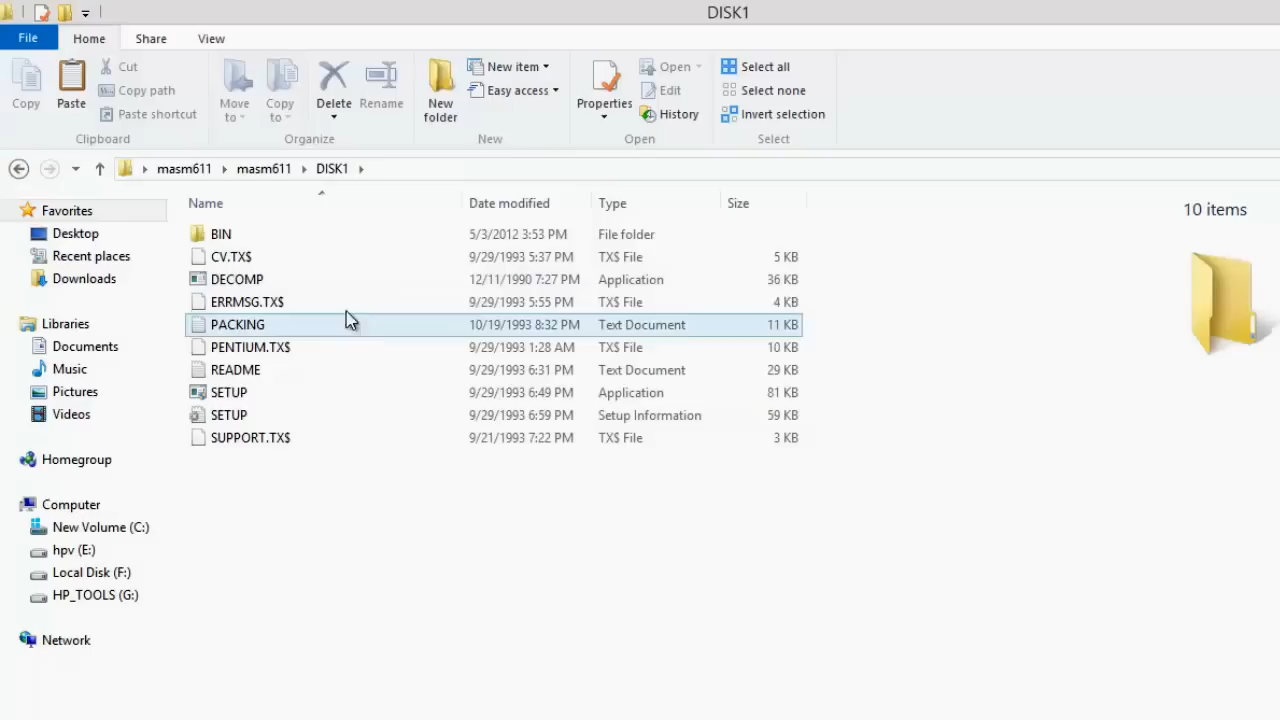 DISK1
File Home Share View
Copy Paste Cut Copy path Paste shortcut Clipboard
Move to Copy to Delete Rename Organize
New folder New item Easy access New
Properties Open Edit History Open
Select all Select none Invert selection Select
masm611 masm611 DISK1
Name Date modified Type Size
BIN 5/3/2012 3:53 PM File folder
CV.TX$ 9/29/1993 5:37 PM TX$ File 5 KB
DECOMP 12/11/1990 7:27 PM Application 36 KB
ERRMSG.TX$ 9/29/1993 5:55 PM TX$ File 4 KB
PACKING 10/19/1993 8:32 PM Text Document 11 KB
PENTIUM.TX$ 9/29/1993 1:28 AM TX$ File 10 KB
README 9/29/1993 6:31 PM Text Document 29 KB
SETUP 9/29/1993 6:49 PM Application 81 KB
SETUP 9/29/1993 6:59 PM Setup Information 59 KB
SUPPORT.TX$ 9/21/1993 7:22 PM TX$ File 3 KB
Favorites
Desktop
Recent places
Downloads
Libraries
Documents
Music
Pictures
Videos
Homegroup
Computer
New Volume (C:)
hpv (E:)
Local Disk (F:)
HP_TOOLS (G:)
Network
10 items